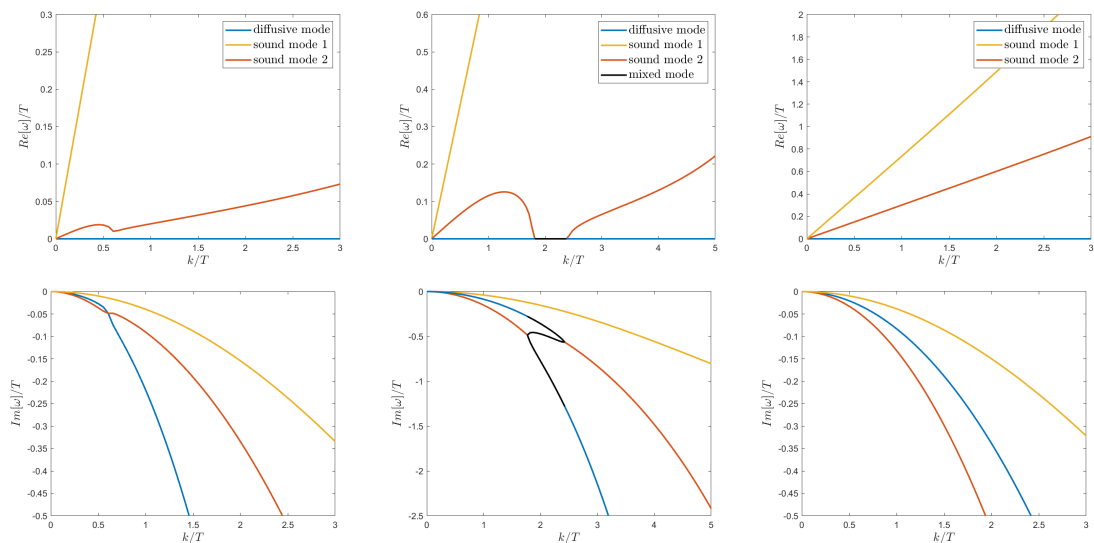 0.3
0.25
0.2
0.15
0.1
0.05
0
Re[ω]/T
0 0.5 1 1.5 2 2.5 3
k/T
diffusive mode
sound mode 1
sound mode 2
0.6
0.5
0.4
0.3
0.2
0.1
0
Re[ω]/T
0 1 2 3 4 5
k/T
diffusive mode
sound mode 1
sound mode 2
mixed mode
2
1.8
1.6
1.4
1.2
1
0.8
0.6
0.4
0.2
0
Re[ω]/T
0 0.5 1 1.5 2 2.5 3
k/T
diffusive mode
sound mode 1
sound mode 2
0
-0.05
-0.1
-0.15
-0.2
-0.25
-0.3
-0.35
-0.4
-0.45
-0.5
Im[ω]/T
0 0.5 1 1.5 2 2.5 3
k/T
0
-0.5
-1
-1.5
-2
-2.5
Im[ω]/T
0 1 2 3 4 5
k/T
0
-0.05
-0.1
-0.15
-0.2
-0.25
-0.3
-0.35
-0.4
-0.45
-0.5
Im[ω]/T
0 0.5 1 1.5 2 2.5 3
k/T